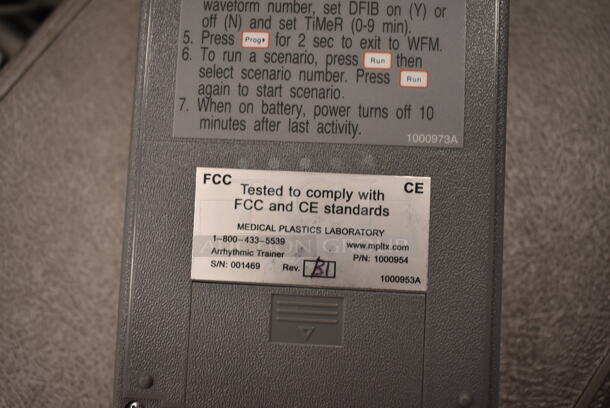 waveform number, set DFIB on (Y) or
off (N) and set TiMeR (0-9 min).
5. Press Prog▸ for 2 sec to exit to WFM.
6. To run a scenario, press Run then
select scenario number. Press Run
again to start scenario.
7. When on battery, power turns off 10
minutes after last activity.
1000973A
FCC CE
Tested to comply with
FCC and CE standards
MEDICAL PLASTICS LABORATORY
1-800-433-5539 www.mpltx.com
Arrhythmic Trainer P/N: 1000954
S/N: 001469 Rev. B1
1000953A